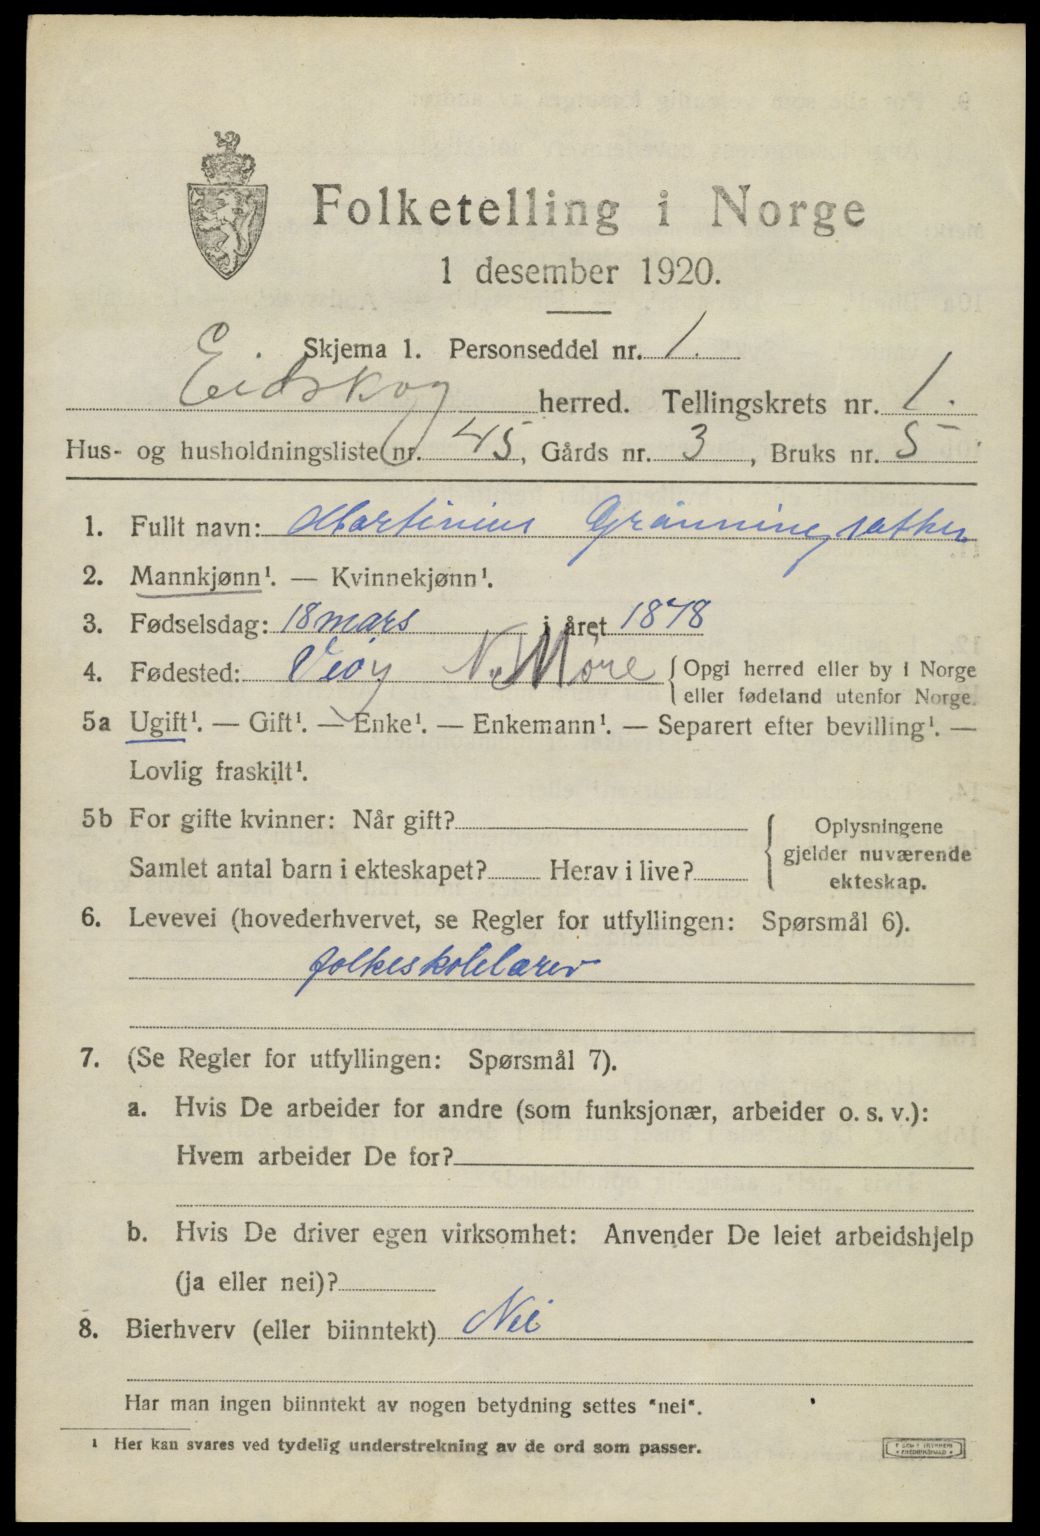 Folketelling i Norge
1 desember 1920.
Skjema 1. Personseddel nr. 1.
Eidskog herred. Tellingskrets nr. 1.
Hus- og husholdningsliste nr. 45, Gårds nr. 3, Bruks nr. 5
1. Fullt navn: Martinius Grønningsæther
2. Mannkjønn¹. — Kvinnekjønn¹.
3. Fødselsdag: 18 mars i året 1878
4. Fødested: Veøy N. Møre { Opgi herred eller by i Norge
eller fødeland utenfor Norge.
5a Ugift¹. — Gift¹. — Enke¹. — Enkemann¹. — Separert efter bevilling¹. —
Lovlig fraskilt¹.
5b For gifte kvinner: Når gift?
Samlet antal barn i ekteskapet? Herav i live?
{ Oplysningene
gjelder nuværende
ekteskap.
6. Levevei (hovederhvervet, se Regler for utfyllingen: Spørsmål 6).
folkeskolelærer
7. (Se Regler for utfyllingen: Spørsmål 7).
a. Hvis De arbeider for andre (som funksjonær, arbeider o. s. v.):
Hvem arbeider De for?
b. Hvis De driver egen virksomhet: Anvender De leiet arbeidshjelp
(ja eller nei)?
8. Bierhverv (eller biinntekt) Nei
Har man ingen biinntekt av nogen betydning settes "nei".
¹ Her kan svares ved tydelig understrekning av de ord som passer.